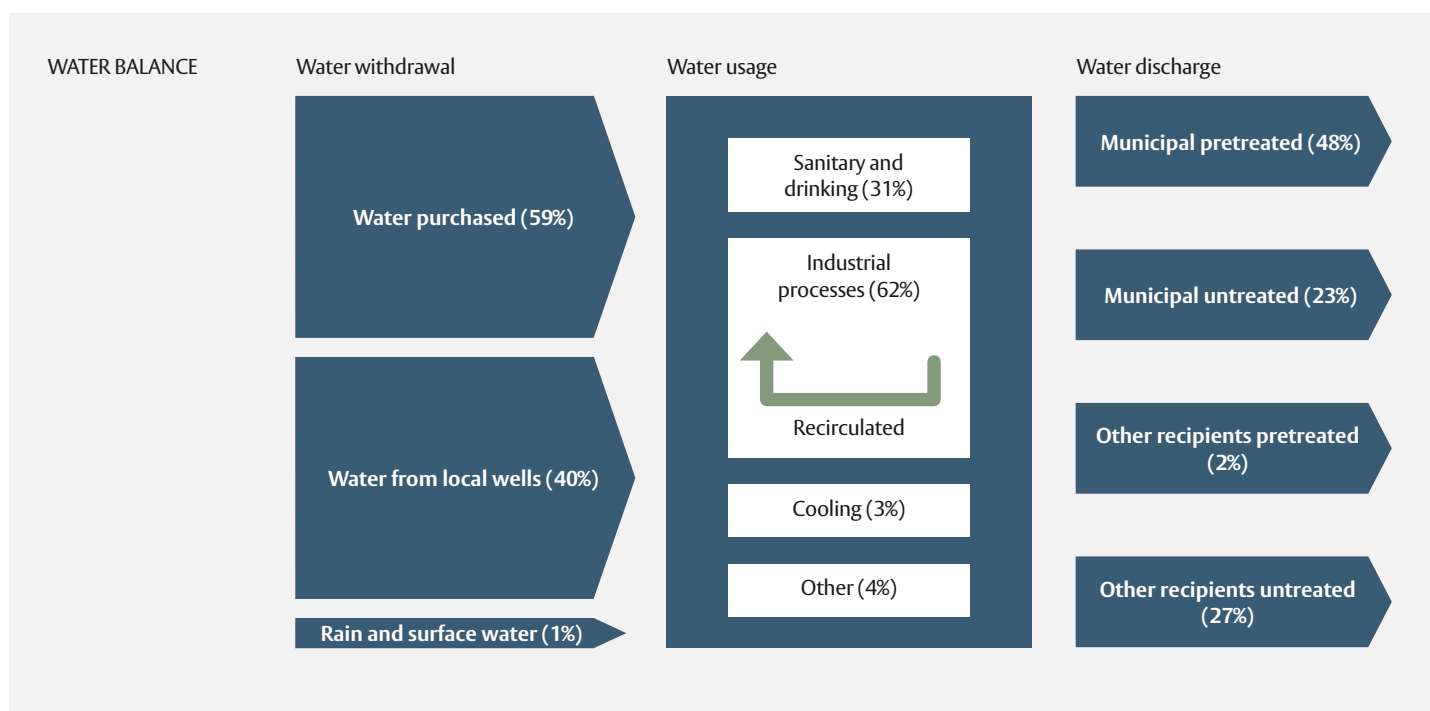 WATER BALANCE
Water withdrawal
Water purchased (59%)
Water from local wells (40%)
Rain and surface water (1%)
Water usage
Sanitary and
drinking (31%)
Industrial
processes (62%)
Recirculated
Cooling (3%)
Other (4%)
Water discharge
Municipal pretreated (48%)
Municipal untreated (23%)
Other recipients pretreated
(2%)
Other recipients untreated
(27%)